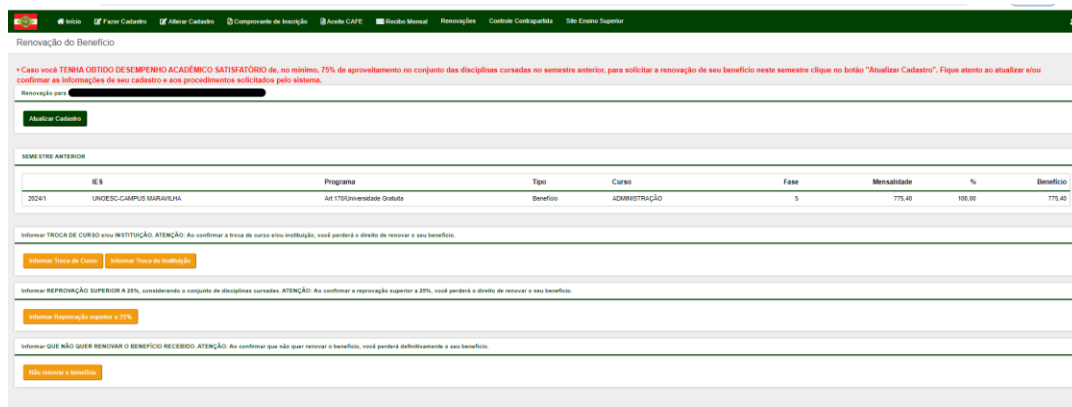 Início Fazer Cadastro Alterar Cadastro Comprovante de Inscrição Aceite CAFE Recibo Mensal Renovações Controle Contrapartida Site Ensino Superior
Renovação do Benefício
• Caso você TENHA OBTIDO DESEMPENHO ACADÊMICO SATISFATÓRIO de, no mínimo, 75% de aproveitamento no conjunto das disciplinas cursadas no semestre anterior, para solicitar a renovação de seu benefício neste semestre clique no botão "Atualizar Cadastro". Fique atento ao atualizar e/ou
confirmar as informações de seu cadastro e aos procedimentos solicitados pelo sistema.
Renovação para
Atualizar Cadastro
SEMESTRE ANTERIOR
IES Programa Tipo Curso Fase Mensalidade % Benefício
2024/1 UNOESC-CAMPUS MARAVILHA Art.170/Universidade Gratuita Benefício ADMINISTRAÇÃO 5 775,40 100,00 775,40
Informar TROCA DE CURSO e/ou INSTITUIÇÃO. ATENÇÃO: Ao confirmar a troca de curso e/ou instituição, você perderá o direito de renovar o seu benefício.
Informar Troca de Curso Informar Troca de Instituição
Informar REPROVAÇÃO SUPERIOR A 25%, considerando o conjunto de disciplinas cursadas. ATENÇÃO: Ao confirmar a reprovação superior a 25%, você perderá o direito de renovar o seu benefício.
Informar Reprovação superior a 25%
Informar QUE NÃO QUER RENOVAR O BENEFÍCIO RECEBIDO. ATENÇÃO: Ao confirmar que não quer renovar o benefício, você perderá definitivamente o seu benefício.
Não renovar o benefício